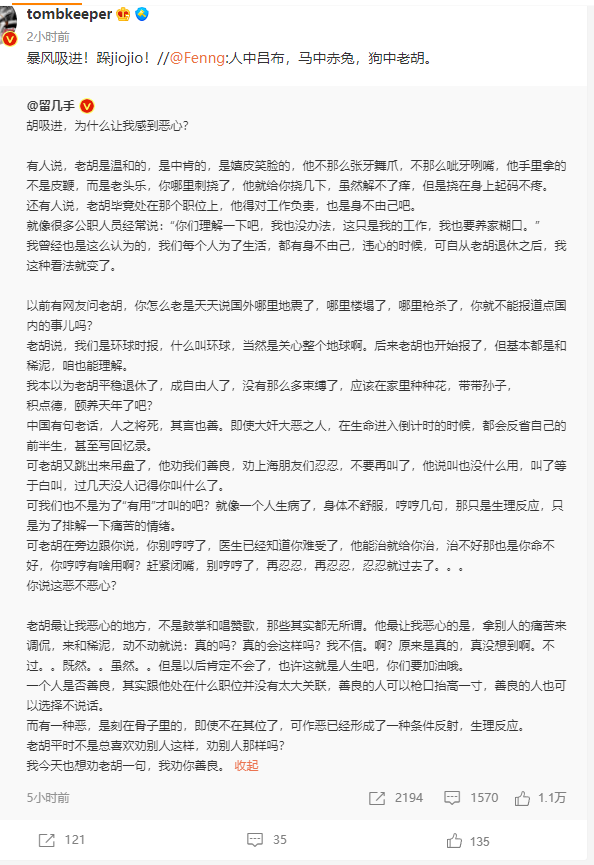 tombkeeper
2小时前
暴风吸进！跺jiojio！//@Fenng:人中吕布，马中赤兔，狗中老胡。
@留几手
胡吸进，为什么让我感到恶心？
有人说，老胡是温和的，是中肯的，是嬉皮笑脸的，他不那么张牙舞爪，不那么呲牙咧嘴，他手里拿的
不是皮鞭，而是老头乐，你哪里刺挠了，他就给你挠几下，虽然解不了痒，但是挠在身上起码不疼。
还有人说，老胡毕竟处在那个职位上，他得对工作负责，也是身不由己吧。
就像很多公职人员经常说：“你们理解一下吧，我也没办法，这只是我的工作，我也要养家糊口。”
我曾经也是这么认为的，我们每个人为了生活，都有身不由己，违心的时候，可自从老胡退休之后，我
这种看法就变了。
以前有网友问老胡，你怎么老是天天说国外哪里地震了，哪里楼塌了，哪里枪杀了，你就不能报道点国
内的事儿吗？
老胡说，我们是环球时报，什么叫环球，当然是关心整个地球啊。后来老胡也开始报了，但基本都是和
稀泥，咱也能理解。
我本以为老胡平稳退休了，成自由人了，没有那么多束缚了，应该在家里种种花，带带孙子，
积点德，颐养天年了吧？
中国有句老话，人之将死，其言也善。即使大奸大恶之人，在生命进入倒计时的时候，都会反省自己的
前半生，甚至写回忆录。
可老胡又跳出来吊盘了，他劝我们善良，劝上海朋友们忍忍，不要再叫了，他说叫也没什么用，叫了等
于白叫，过几天没人记得你叫什么了。
可我们也不是为了“有用”才叫的吧？就像一个人生病了，身体不舒服，哼哼几句，那只是生理反应，只
是为了排解一下痛苦的情绪。
可老胡在旁边跟你说，你别哼哼了，医生已经知道你难受了，他能治就给你治，治不好那也是你命不
好，你哼哼有啥用啊？赶紧闭嘴，别哼哼了，再忍忍，再忍忍，忍忍就过去了。。。
你说这恶不恶心？
老胡最让我恶心的地方，不是鼓掌和唱赞歌，那些其实都无所谓。他最让我恶心的是，拿别人的痛苦来
调侃，来和稀泥，动不动就说：真的吗？真的会这样吗？我不信。啊？原来是真的，真没想到啊。不
过。。既然。。虽然。。但是以后肯定不会了，也许这就是人生吧，你们要加油哦。
一个人是否善良，其实跟他处在什么职位并没有太大关联，善良的人可以枪口抬高一寸，善良的人也可
以选择不说话。
而有一种恶，是刻在骨子里的，即使不在其位了，可作恶已经形成了一种条件反射，生理反应。
老胡平时不是总喜欢劝别人这样，劝别人那样吗？
我今天也想劝老胡一句，我劝你善良。 收起
5小时前 2194 1570 1.1万
121 35 135